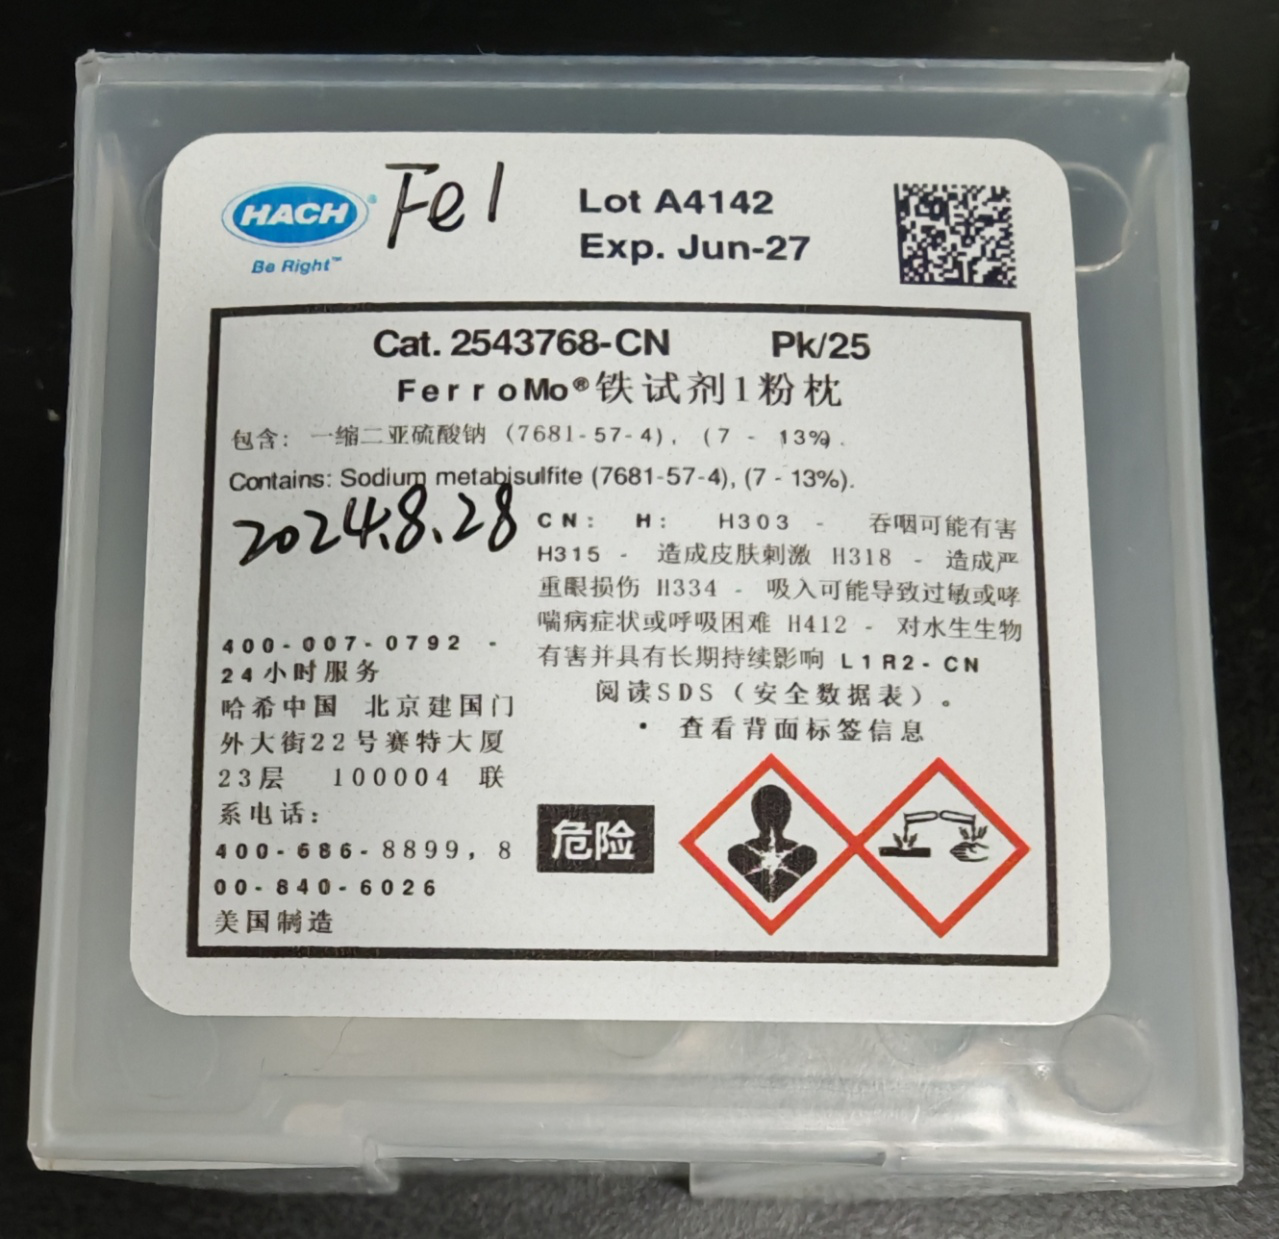 HACH®
Be Right™
Fe1
Lot A4142
Exp. Jun-27
Cat. 2543768-CN Pk/25
FerroMo®铁试剂1粉枕
包含: 一缩二亚硫酸钠 (7681-57-4), (7 - 13%).
Contains: Sodium metabisulfite (7681-57-4), (7 - 13%).
2024.8.28
400-007-0792 -
24小时服务
哈希中国 北京建国门
外大街22号赛特大厦
23层 100004 联
系电话:
400-686-8899, 8
00-840-6026
美国制造
CN: H: H303 - 吞咽可能有害
H315 - 造成皮肤刺激 H318 - 造成严
重眼损伤 H334 - 吸入可能导致过敏或哮
喘病症状或呼吸困难 H412 - 对水生生物
有害并具有长期持续影响 L1R2-CN
阅读SDS (安全数据表) 。
· 查看背面标签信息
危险